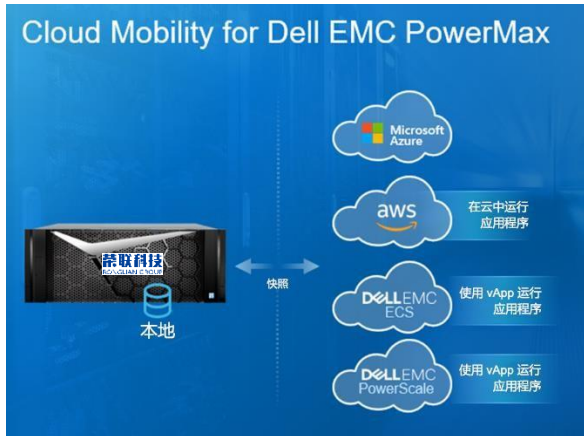 Cloud Mobility for Dell EMC PowerMax
Microsoft
Azure
aws
在云中运行
应用程序
荣联科技
RONGLIAN GROUP
快照
本地
DELLEMC
ECS
使用 vApp 运行
应用程序
DELLEMC
PowerScale
使用 vApp 运行
应用程序